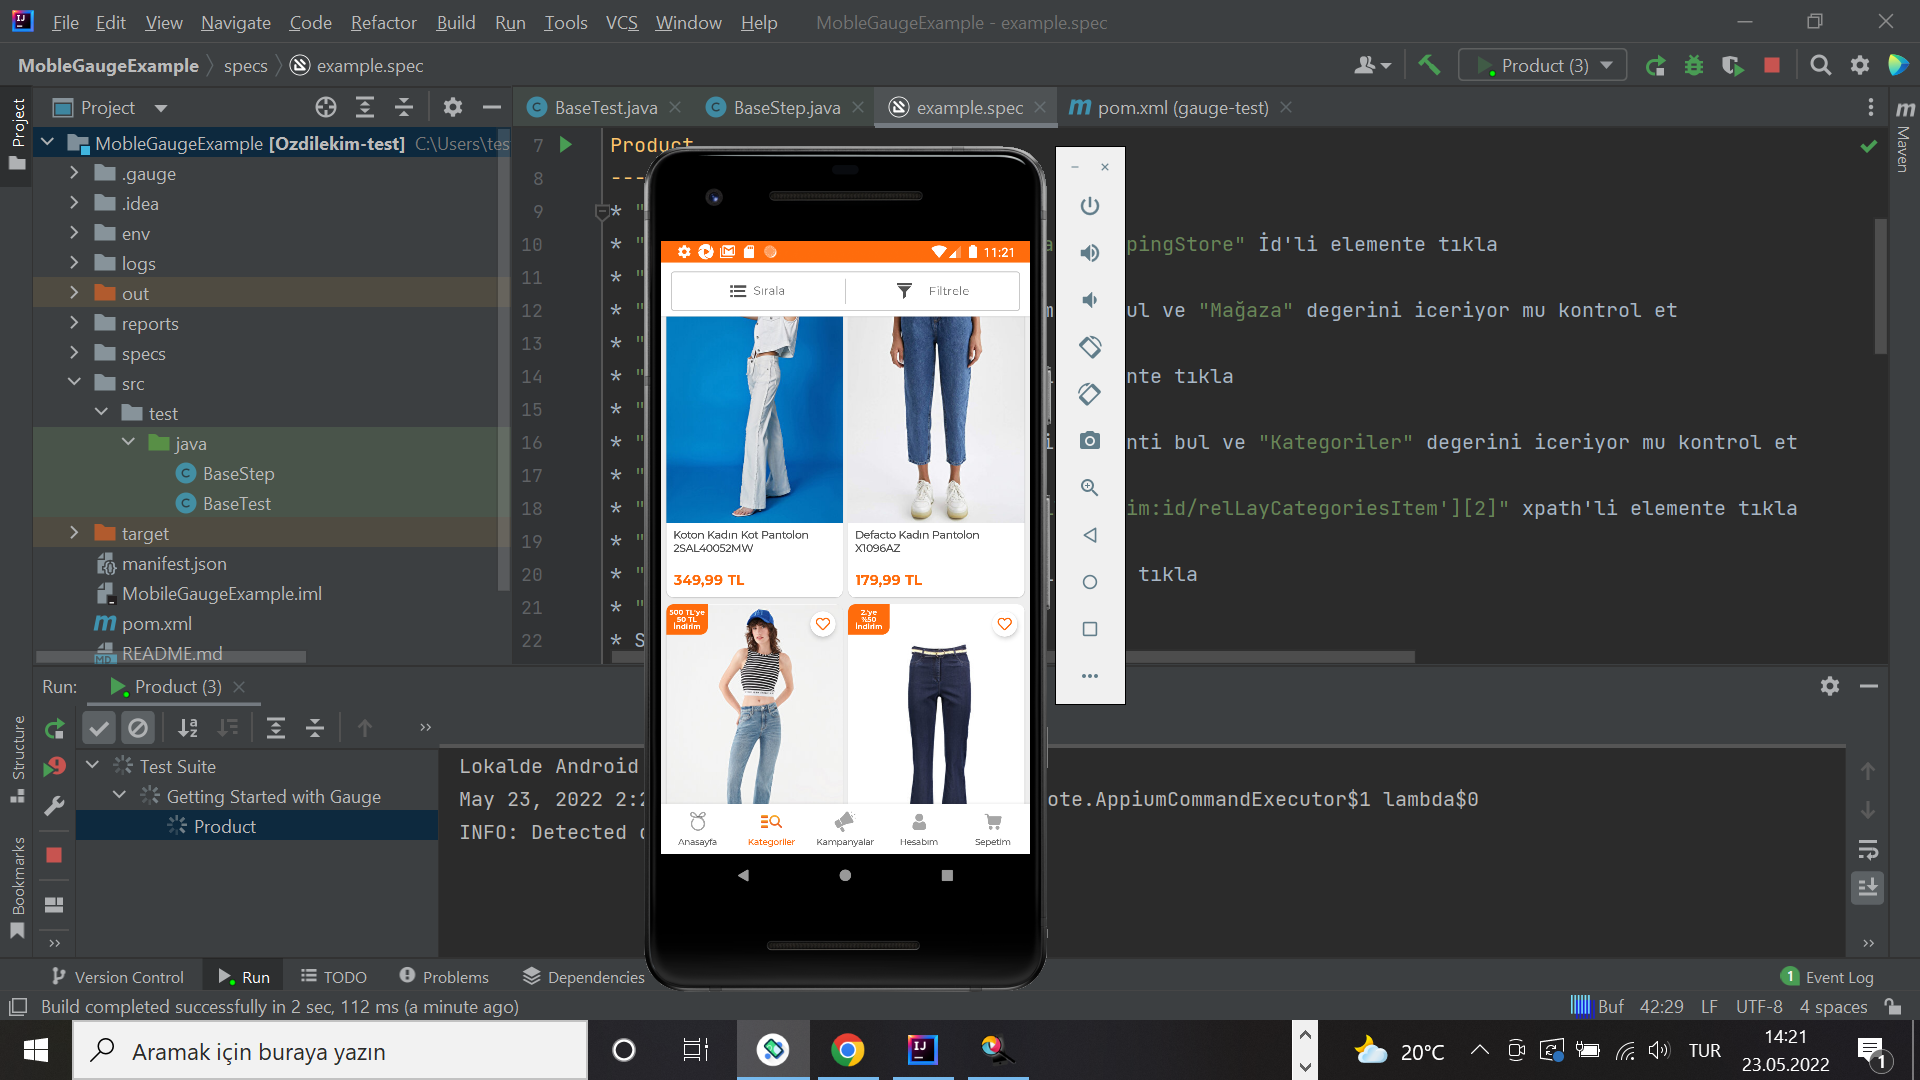 File Edit View Navigate Code Refactor Build Run Tools VCS Window Help MobleGaugeExample - example.spec
MobleGaugeExample specs example.spec
Product (3)
Project
BaseTest.java
BaseStep.java
example.spec
pom.xml (gauge-test)
Project
Maven
MobleGaugeExample [Ozdilekim-test] C:\Users\tes
.gauge
.idea
env
logs
out
reports
specs
src
test
java
BaseStep
BaseTest
target
manifest.json
MobileGaugeExample.iml
pom.xml
README.md
7 Product
8 ---
9 * "
10 * " pingStore" İd'li elemente tıkla
11 * "
12 * " ul ve "Mağaza" degerini iceriyor mu kontrol et
13 * "
14 * " nte tıkla
15 * "
16 * " nti bul ve "Kategoriler" degerini iceriyor mu kontrol et
17 * "
18 * " im:id/relLayCategoriesItem'][2]" xpath'li elemente tıkla
19 * "
20 * " tıkla
21 * "
22 * S
11:21
Sırala Filtrele
Koton Kadın Kot Pantolon
2SAL40052MW
349,99 TL
Defacto Kadın Pantolon
X1096AZ
179,99 TL
500 TL'ye
50 TL
İndirim
2.ye
%50
İndirim
Anasayfa Kategoriler Kampanyalar Hesabım Sepetim
Run: Product (3)
Test Suite
Getting Started with Gauge
Product
Lokalde Android
May 23, 2022 2:2 ote.AppiumCommandExecutor$1 lambda$0
INFO: Detected
Structure
Bookmarks
Version Control Run TODO Problems Dependencies
1 Event Log
Build completed successfully in 2 sec, 112 ms (a minute ago)
Buf 42:29 LF UTF-8 4 spaces
Aramak için buraya yazın
20°C
TUR
14:21
23.05.2022
1